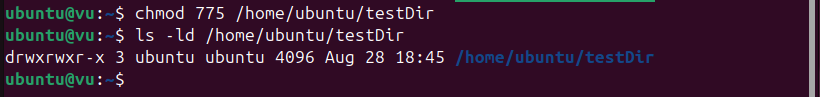 ubuntu@vu:~$ chmod 775 /home/ubuntu/testDir
ubuntu@vu:~$ ls -ld /home/ubuntu/testDir
drwxrwxr-x 3 ubuntu ubuntu 4096 Aug 28 18:45 /home/ubuntu/testDir
ubuntu@vu:~$